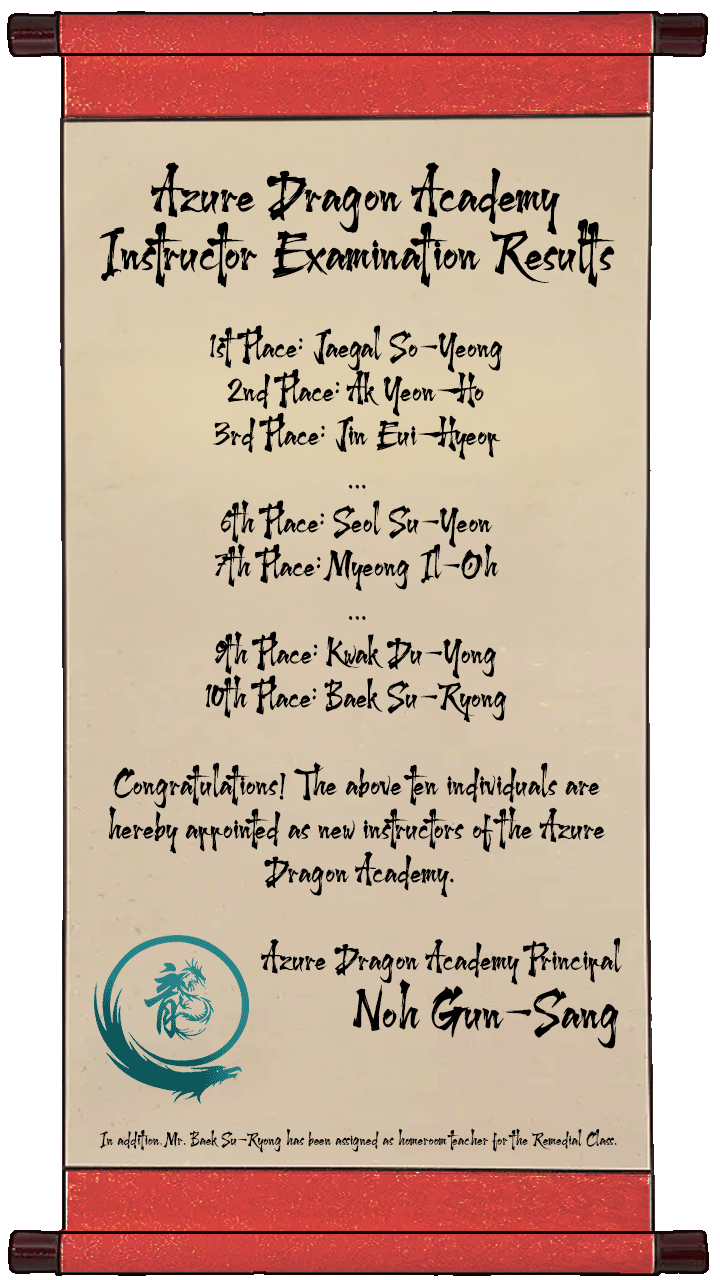 Azure Dragon Academy
Instructor Examination Results
1st Place: Jaegal So-Yeong
2nd Place: Ak Yeon-Ho
3rd Place: Jin Eui-Hyeop
...
6th Place: Seol Su-Yeon
7th Place: Myeong Il-Oh
...
9th Place: Kwak Du-Yong
10th Place: Baek Su-Ryong
Congratulations! The above ten individuals are
hereby appointed as new instructors of the Azure
Dragon Academy.
龍
Azure Dragon Academy Principal
Noh Gun-Sang
In addition, Mr. Baek Su-Ryong has been assigned as homeroom teacher for the Remedial Class.